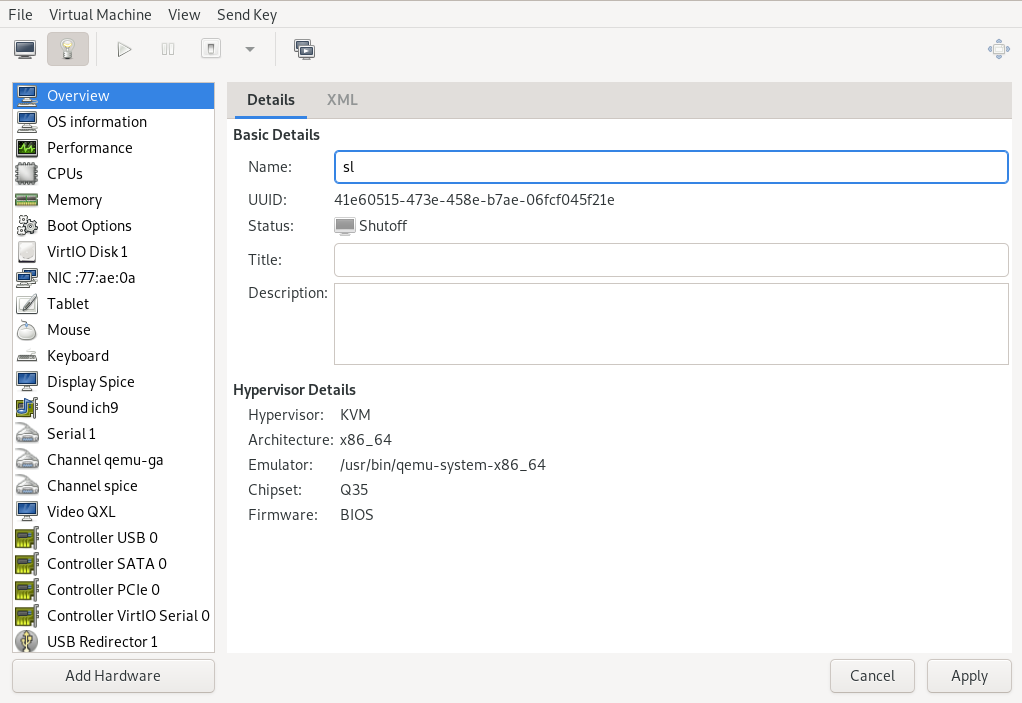 File Virtual Machine View Send Key
Overview
OS information
Performance
CPUs
Memory
Boot Options
VirtIO Disk 1
NIC :77:ae:0a
Tablet
Mouse
Keyboard
Display Spice
Sound ich9
Serial 1
Channel qemu-ga
Channel spice
Video QXL
Controller USB 0
Controller SATA 0
Controller PCIe 0
Controller VirtIO Serial 0
USB Redirector 1
Add Hardware
Details XML
Basic Details
Name: sl
UUID: 41e60515-473e-458e-b7ae-06fcf045f21e
Status: Shutoff
Title:
Description:
Hypervisor Details
Hypervisor: KVM
Architecture: x86_64
Emulator: /usr/bin/qemu-system-x86_64
Chipset: Q35
Firmware: BIOS
Cancel Apply